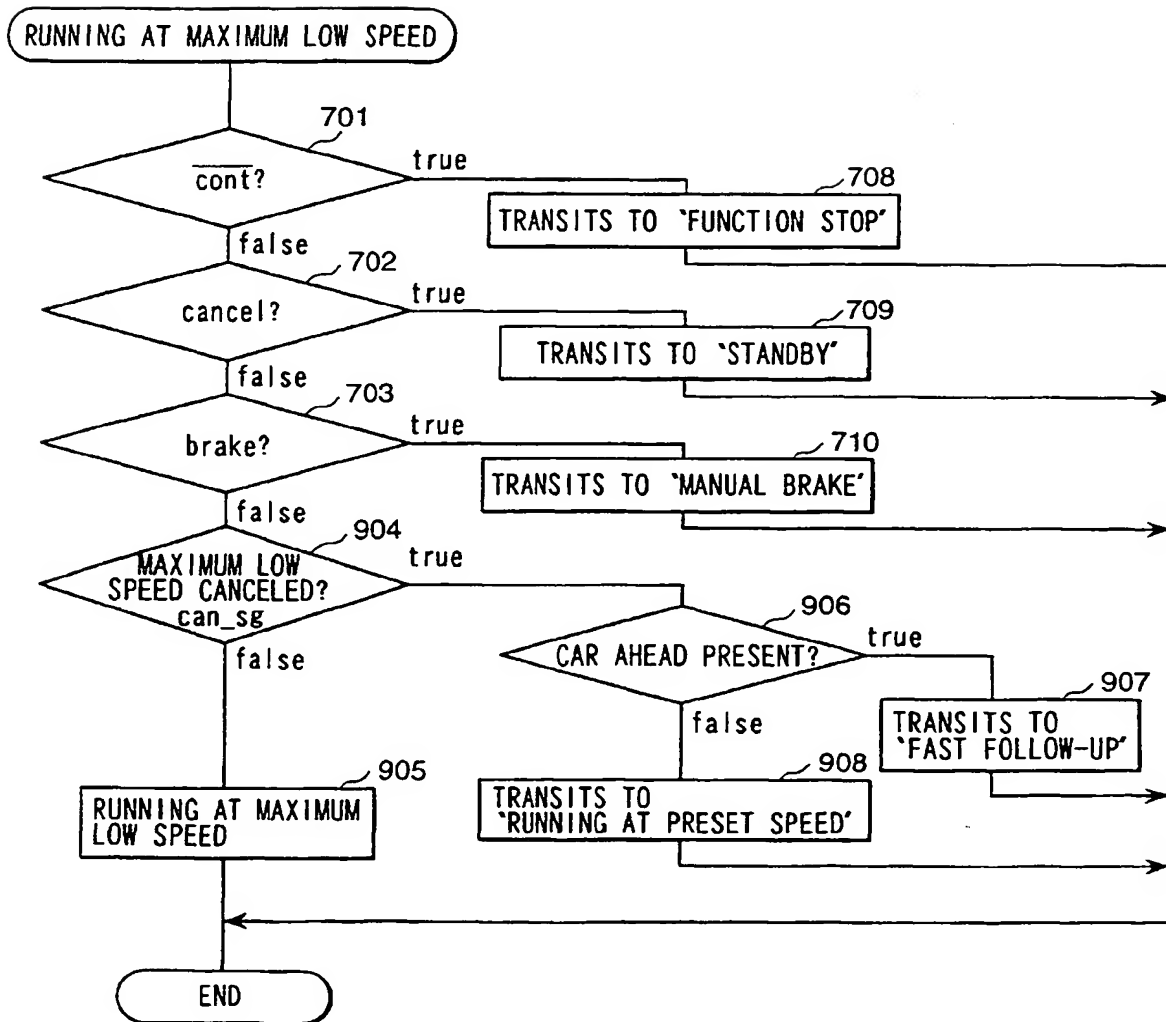 RUNNING AT MAXIMUM LOW SPEED
701
c̅o̅n̅t̅?
true
708
TRANSITS TO ‵FUNCTION STOP′
false
702
cancel?
true
709
TRANSITS TO ‵STANDBY′
false
703
brake?
true
710
TRANSITS TO ‵MANUAL BRAKE′
false
904
MAXIMUM LOW
SPEED CANCELED?
can_sg
true
906
CAR AHEAD PRESENT?
true
false
907
TRANSITS TO
‵FAST FOLLOW-UP′
false
905
RUNNING AT MAXIMUM
LOW SPEED
908
TRANSITS TO
‵RUNNING AT PRESET SPEED′
END